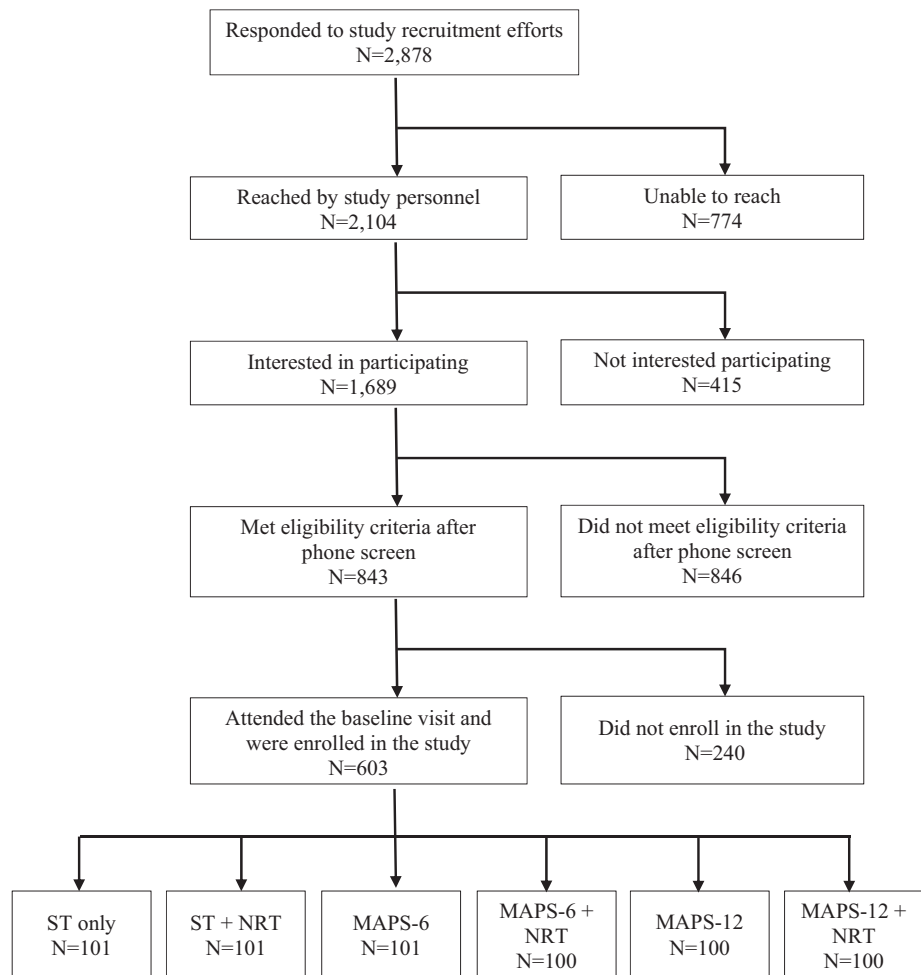 Responded to study recruitment efforts
N=2,878
Reached by study personnel
N=2,104
Unable to reach
N=774
Interested in participating
N=1,689
Not interested participating
N=415
Met eligibility criteria after
phone screen
N=843
Did not meet eligibility criteria
after phone screen
N=846
Attended the baseline visit and
were enrolled in the study
N=603
Did not enroll in the study
N=240
ST only
N=101
ST + NRT
N=101
MAPS-6
N=101
MAPS-6 +
NRT
N=100
MAPS-12
N=100
MAPS-12 +
NRT
N=100